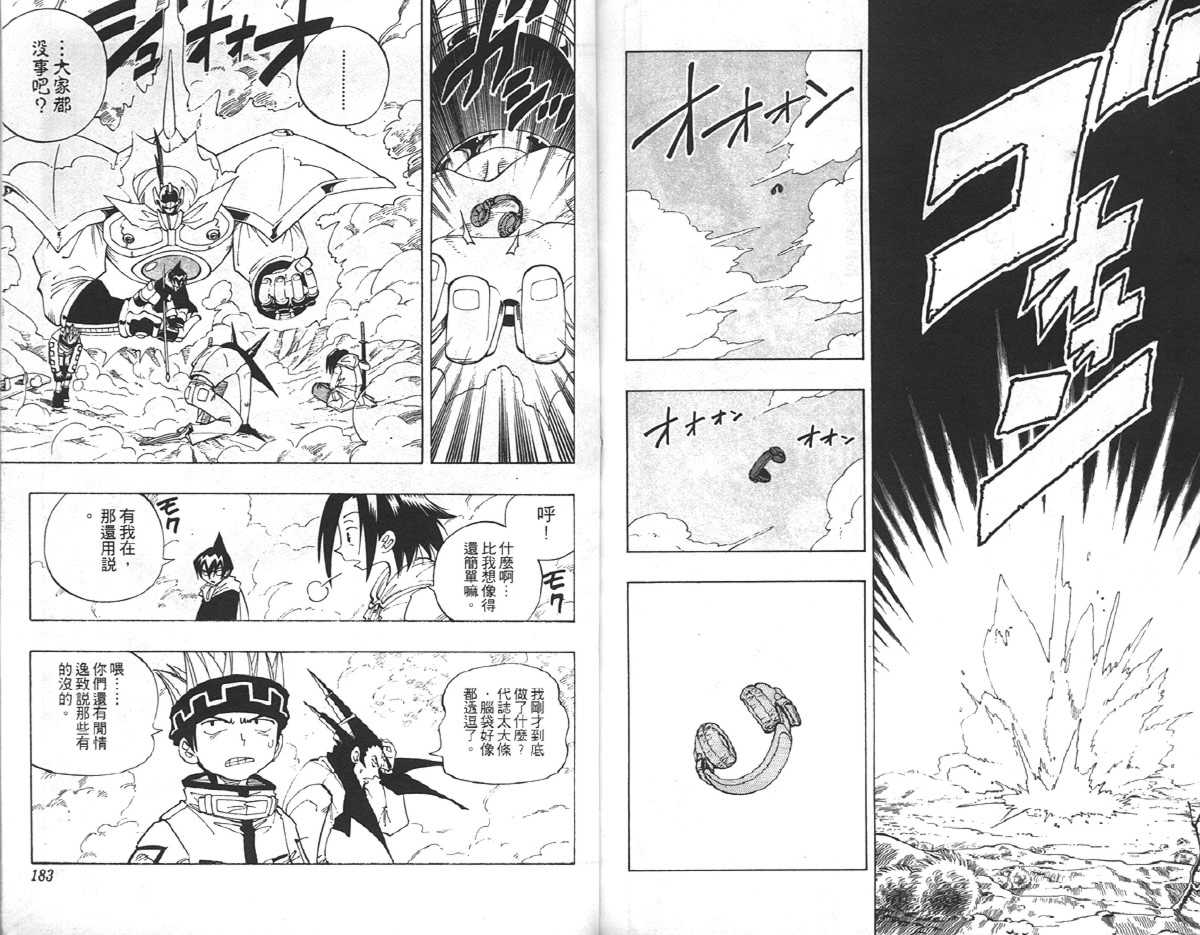 ゴオオン
オオオン
オオオン
オオン
ゴゴゴ
ジュオオオ
………
…大家都
沒事吧？
呼！
什麼啊…
比我想像得
還簡單嘛。
モク
モク
有我在，
那還用說
。
我剛才到底
做了什麼？
代誌太大條
，腦袋好像
都透逗了。
喂……
你們還有閒情
逸致說那些有
的沒的。
183